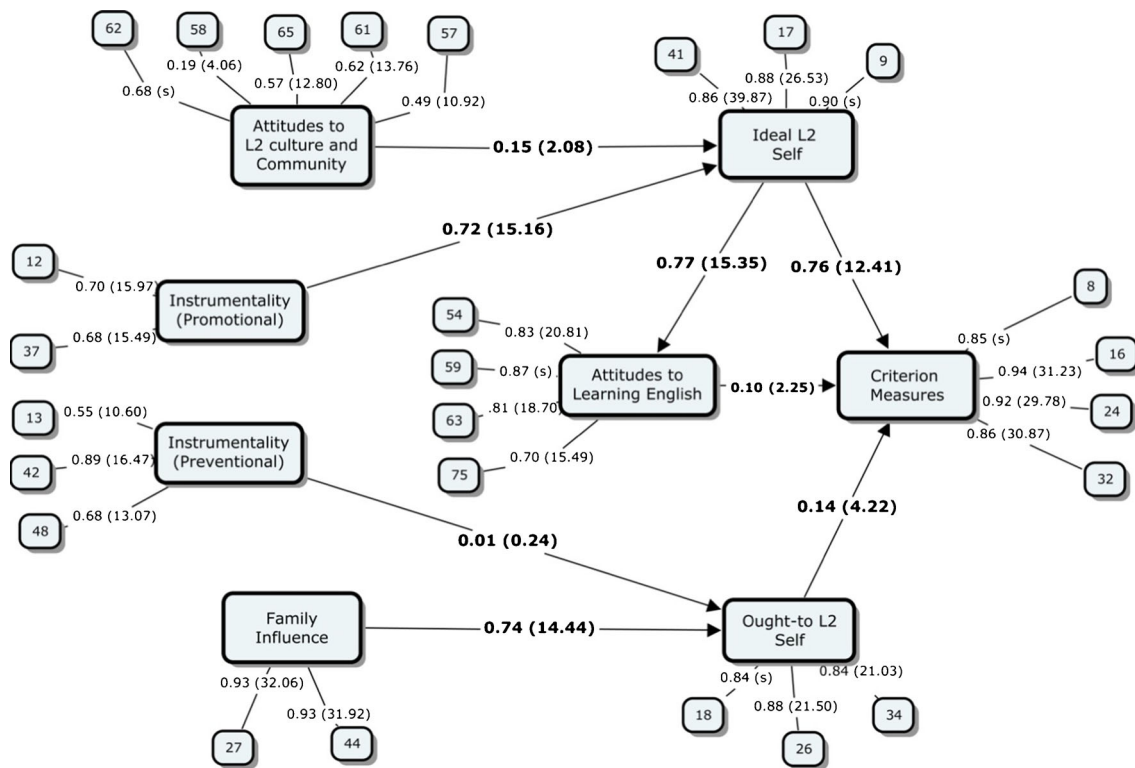 62
58
65
61
57
0.68 (s)
0.19 (4.06)
0.57 (12.80)
0.62 (13.76)
0.49 (10.92)
Attitudes to
L2 culture and
Community
0.15 (2.08)
41
17
9
0.86 (39.87)
0.88 (26.53)
0.90 (s)
Ideal L2
Self
0.72 (15.16)
12
0.70 (15.97)
37
0.68 (15.49)
Instrumentality
(Promotional)
0.77 (15.35)
0.76 (12.41)
54
0.83 (20.81)
59
0.87 (s)
63
.81 (18.70)
75
0.70 (15.49)
Attitudes to
Learning English
0.10 (2.25)
Criterion
Measures
8
0.85 (s)
16
0.94 (31.23)
24
0.92 (29.78)
32
0.86 (30.87)
13
0.55 (10.60)
42
0.89 (16.47)
48
0.68 (13.07)
Instrumentality
(Preventional)
0.01 (0.24)
0.14 (4.22)
Family
Influence
0.74 (14.44)
0.93 (32.06)
0.93 (31.92)
27
44
Ought-to L2
Self
0.84 (s)
0.88 (21.50)
0.84 (21.03)
18
26
34